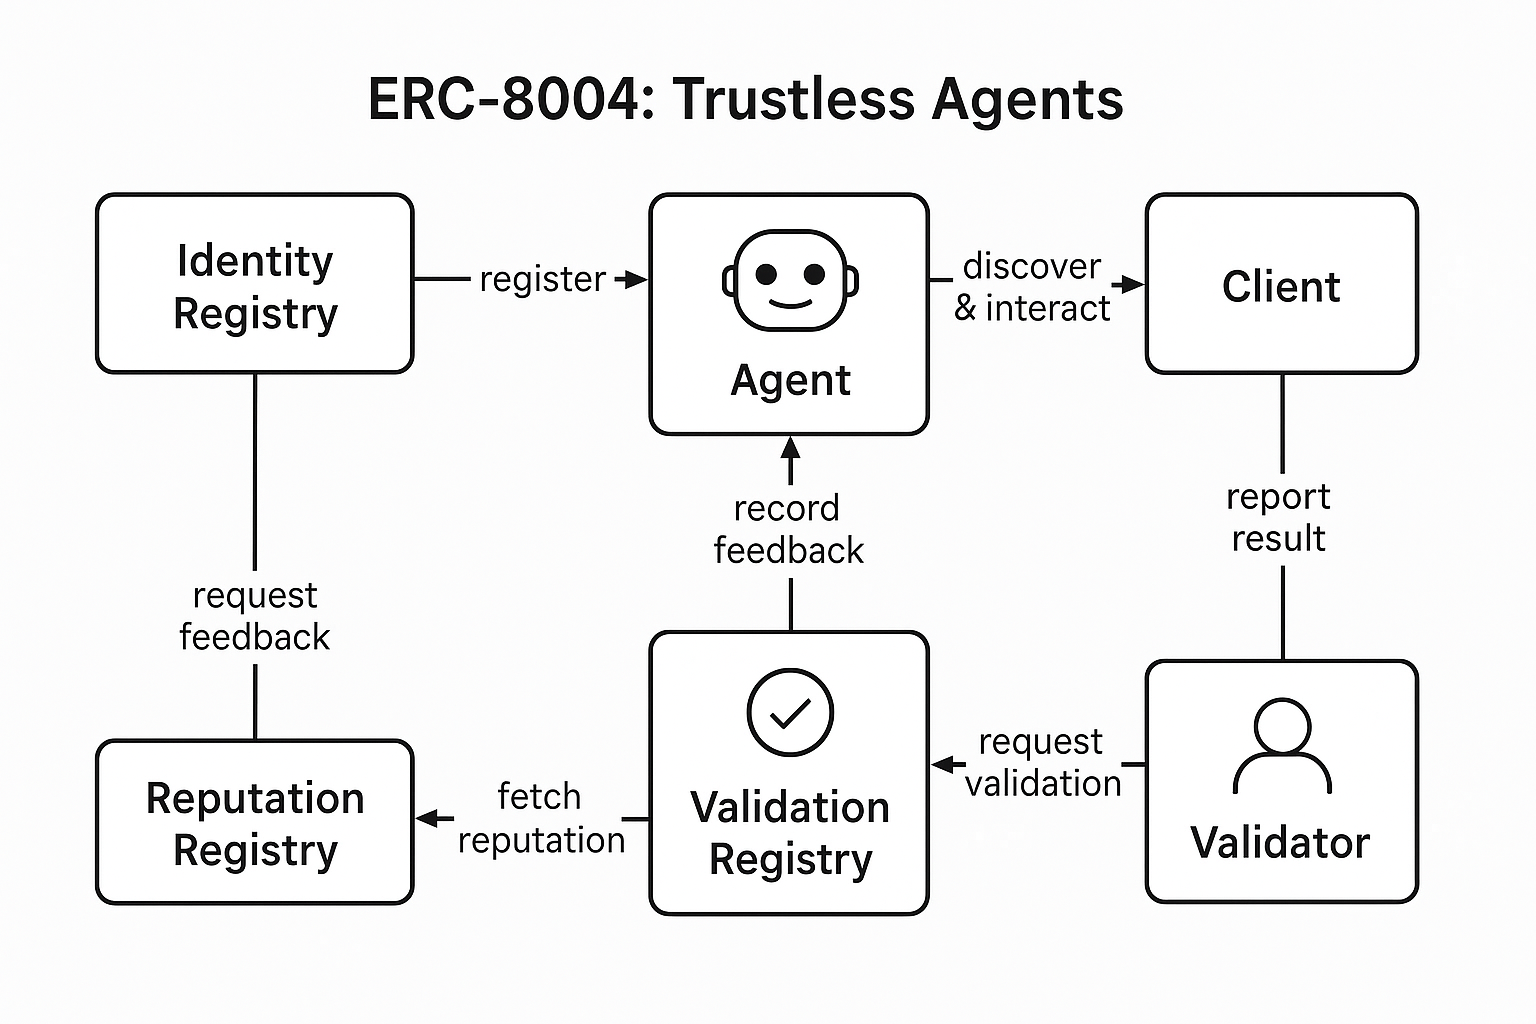 ERC-8004: Trustless Agents
Identity
Registry
register
Agent
discover
& interact
Client
request
feedback
record
feedback
report
result
Reputation
Registry
fetch
reputation
Validation
Registry
request
validation
Validator